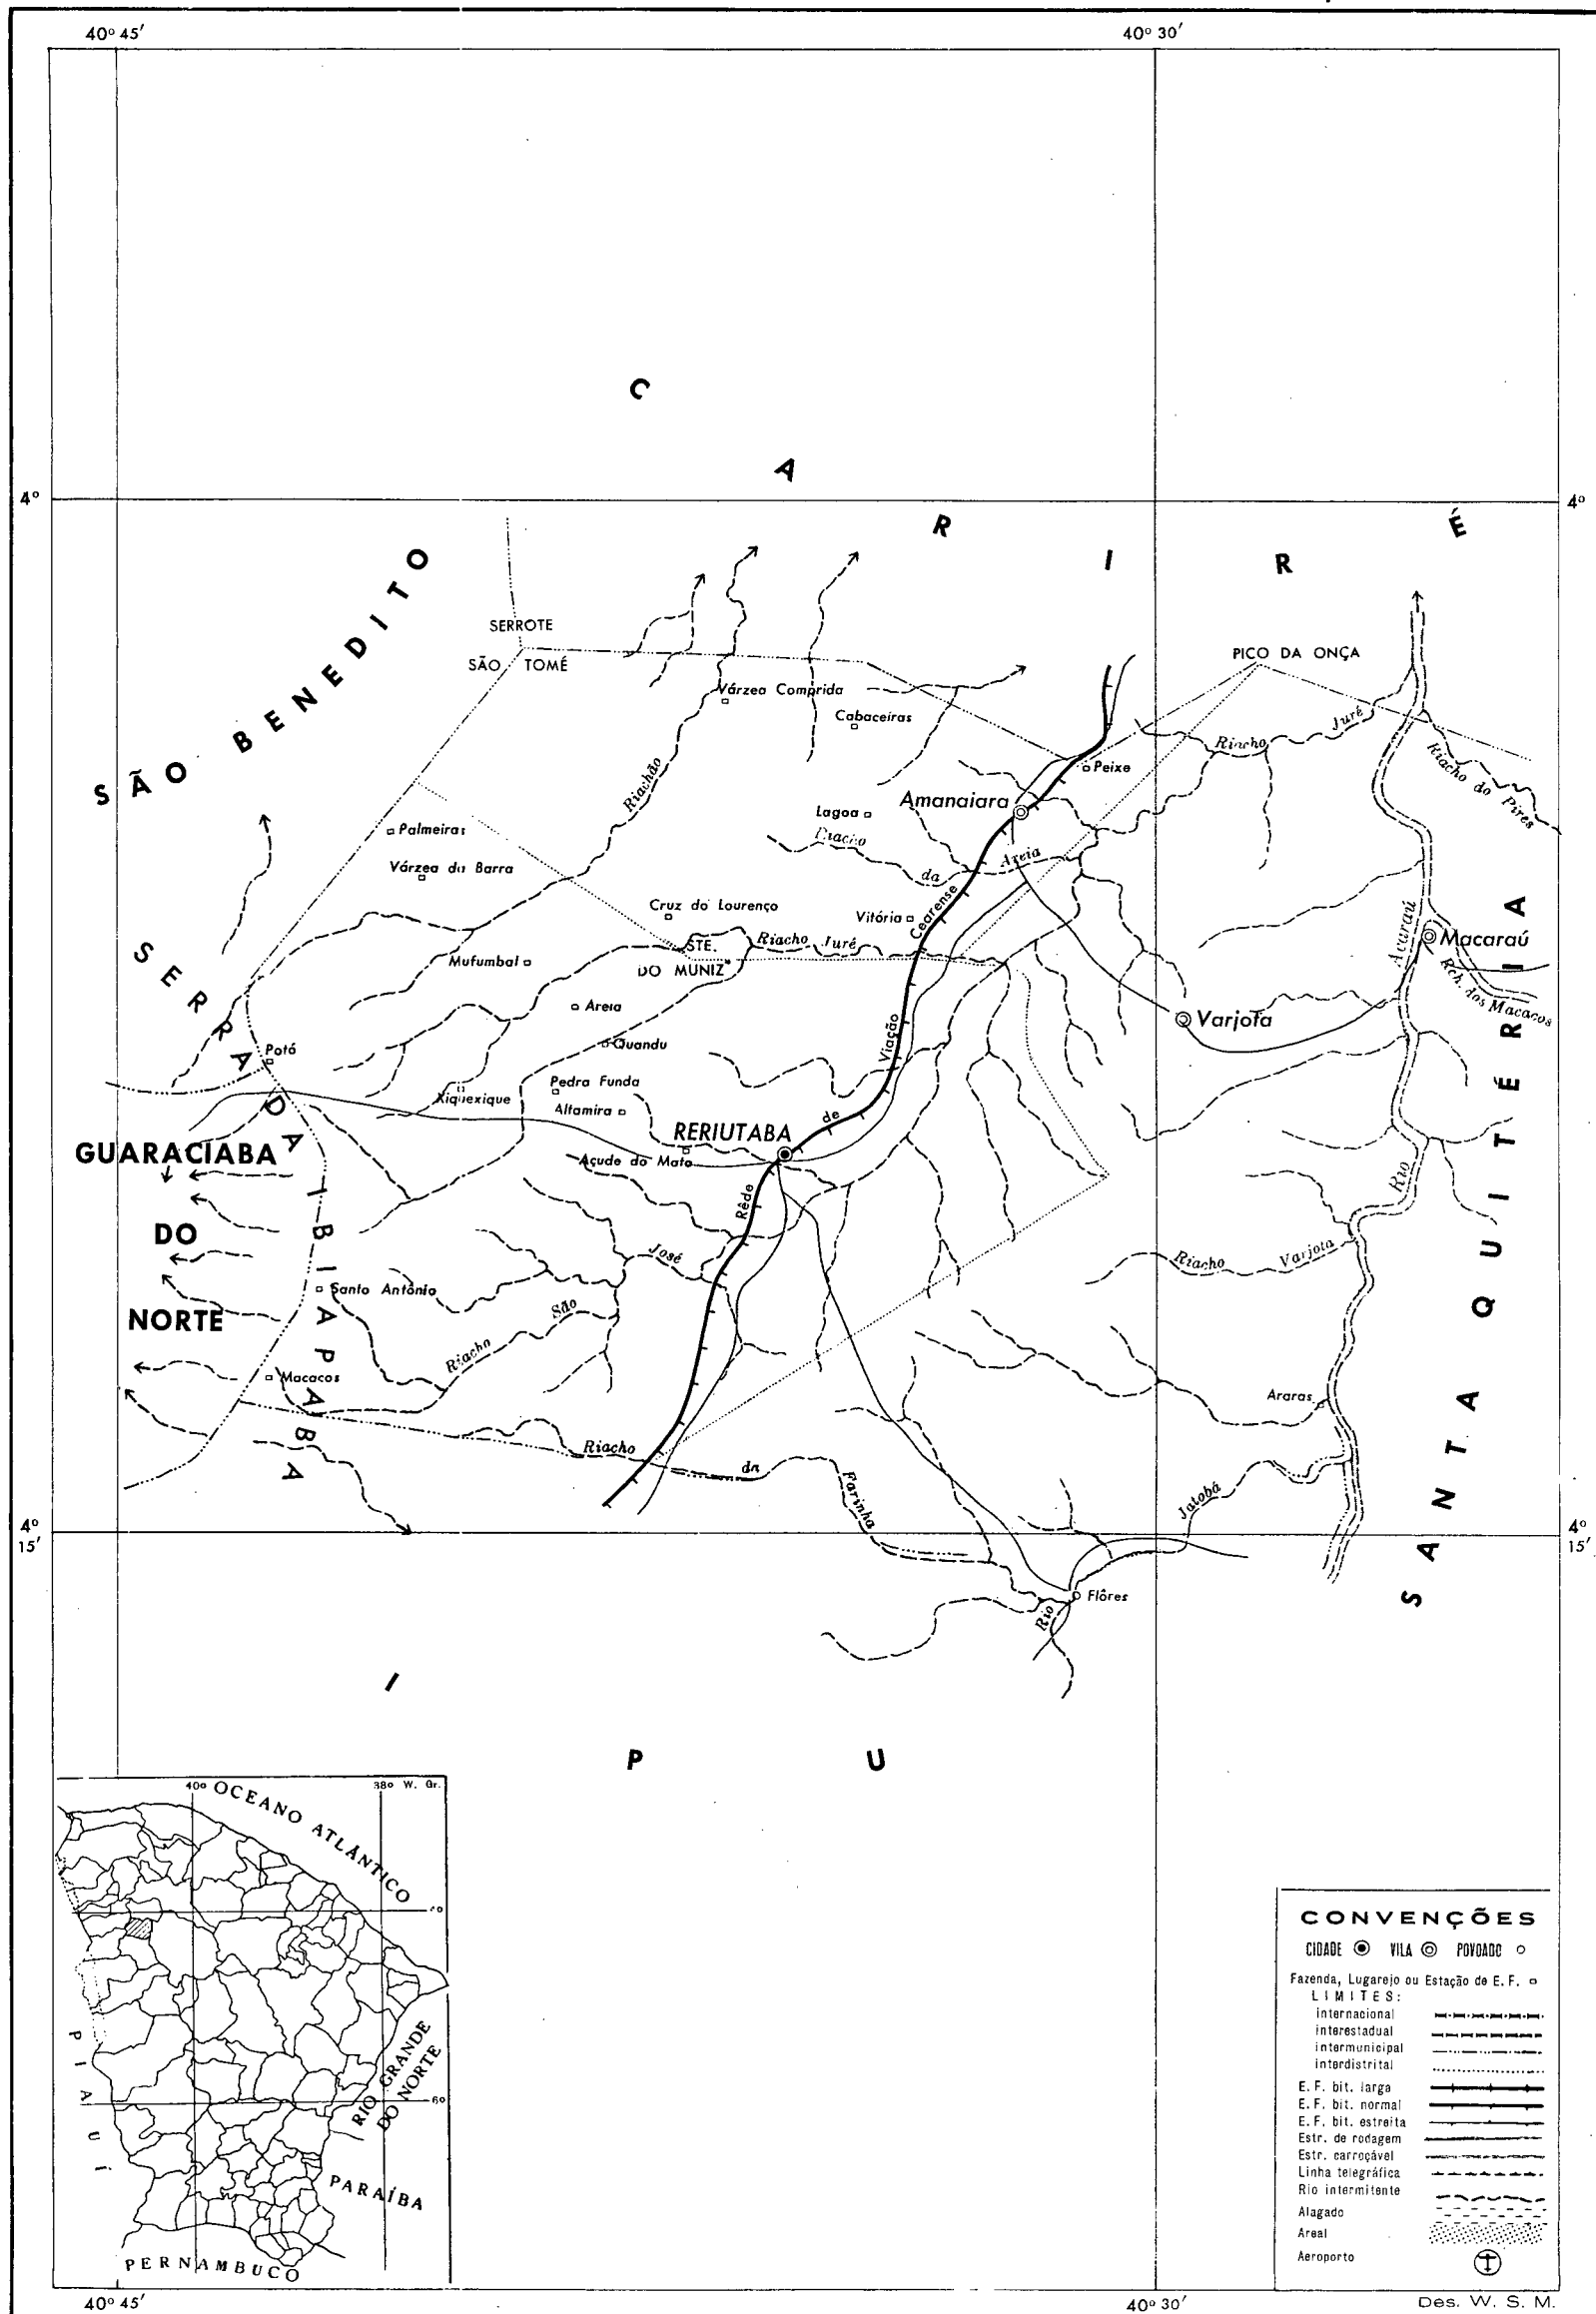 40° 45′
40° 30′
CARIRÉ
4°
4°
SÃO BENEDITO
SERROTE
SÃO TOMÉ
PICO DA ONÇA
Várzea Comprida
Cabaceiras
Juré
Riacho
Riacho do Pires
Peixe
Riachão
Amanaiara
Lagoa
Palmeiras
Riacho
da
Areia
Várzea da Barra
Cruz do Lourenço
Vitória
Cearense
STE.
DO MUNIZ
Riacho Juré
Acaraú
Macaraú
Rch. dos Macacos
Mufumbal
SERRA DA IBIAPABA
Areia
Varjota
Quandu
Viação
Potó
Pedra Funda
Xiquexique
Altamira
de
RERIUTABA
Açude do Mato
GUARACIABA
DO
NORTE
Rêde
Rio
SANTA QUITÉRIA
José
Riacho
Varjota
Santo Antônio
São
Riacho
Macacos
Araras
Riacho
da
Farinha
Jatobá
4°
15′
4°
15′
Flôres
Rio
IPU
40° OCEANO ATLÁNTICO
38° W. Gr.
4°
6°
PIAUÍ
RIO GRANDE
DO NORTE
PARAÍBA
PERNAMBUCO
CONVENÇÕES
CIDADE VILA POVOADO
Fazenda, Lugarejo ou Estação de E. F.
LIMITES:
internacional
interestadual
intermunicipal
interdistrital
E. F. bit. larga
E. F. bit. normal
E. F. bit. estreita
Estr. de rodagem
Estr. carroçável
Linha telegráfica
Rio intermitente
Alagado
Areal
Aeroporto
40° 45′
40° 30′
Des. W. S. M.